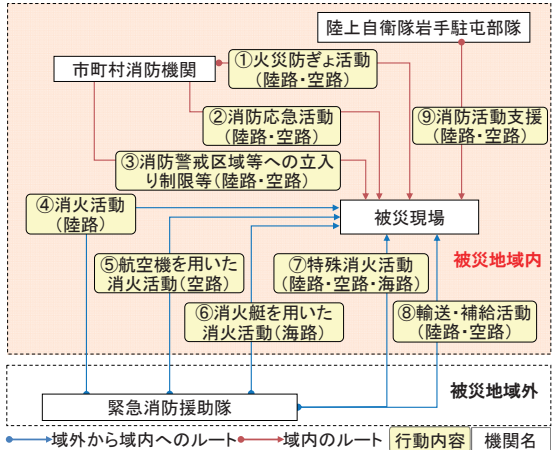 陸上自衛隊岩手駐屯部隊
市町村消防機関
①火災防ぎょ活動
(陸路・空路)
②消防応急活動
(陸路・空路)
⑨消防活動支援
(陸路・空路)
③消防警戒区域等への立入
り制限等(陸路・空路)
④消火活動
(陸路)
被災現場
⑤航空機を用いた
消火活動(空路)
⑦特殊消火活動
(陸路・空路・海路)
被災地域内
⑥消火艇を用いた
消火活動(海路)
⑧輸送・補給活動
(陸路・空路)
被災地域外
緊急消防援助隊
域外から域内へのルート 域内のルート 行動内容 機関名